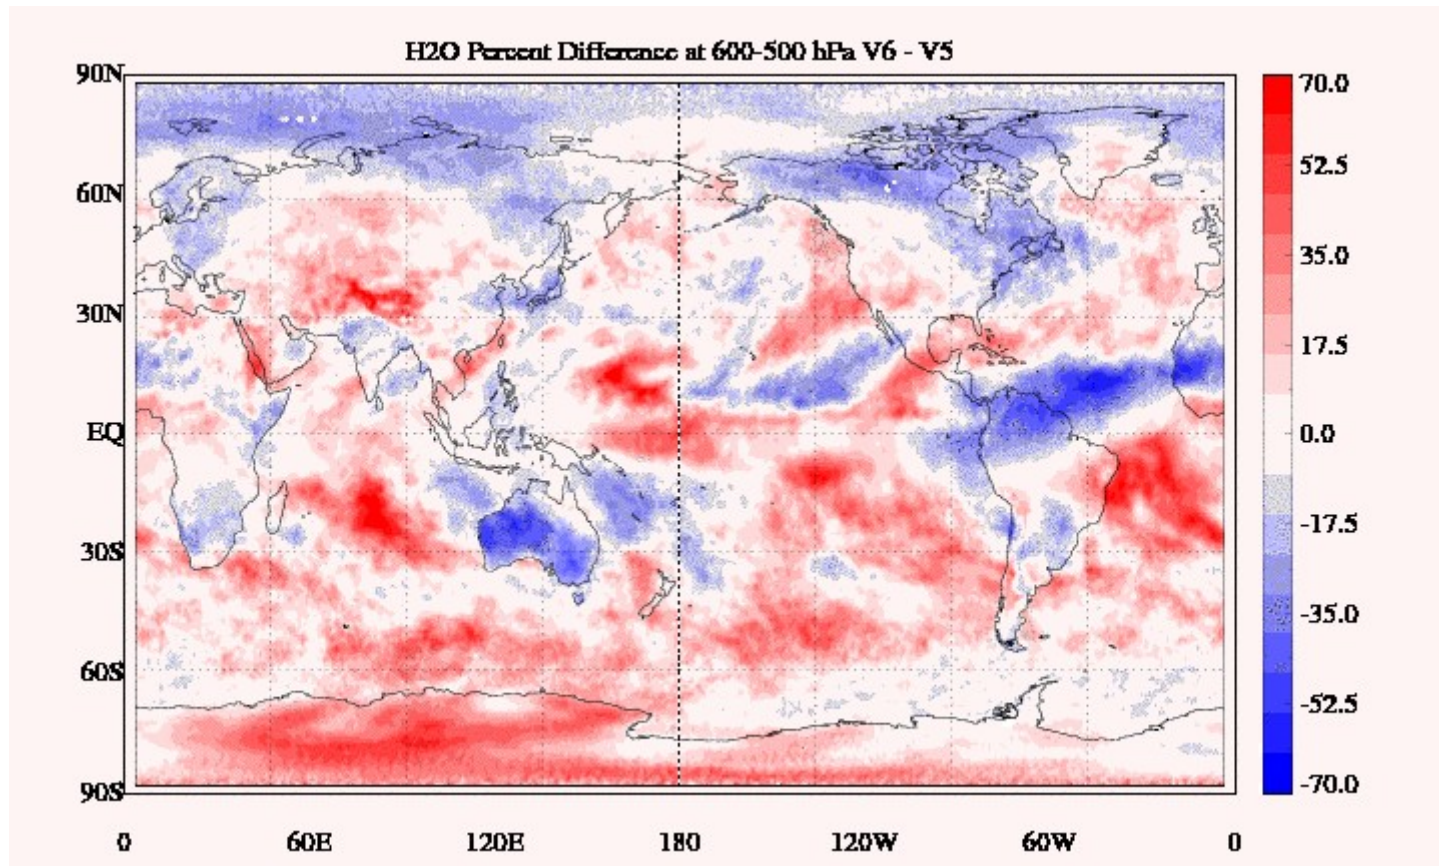 H2O Percent Difference at 600-500 hPa V6 - V5
90N
60N
30N
EQ
30S
60S
90S
0 60E 120E 180 120W 60W 0
70.0
52.5
35.0
17.5
0.0
-17.5
-35.0
-52.5
-70.0